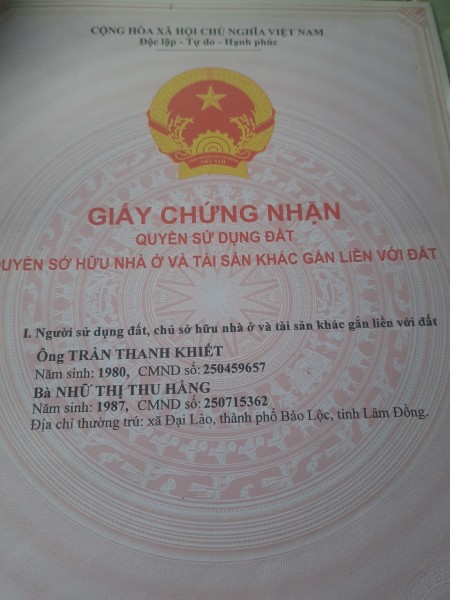 CỘNG HÒA XÃ HỘI CHỦ NGHĨA VIỆT NAM
Độc lập - Tự do - Hạnh phúc
VIỆT NAM
GIẤY CHỨNG NHẬN
QUYỀN SỬ DỤNG ĐẤT
QUYỀN SỞ HỮU NHÀ Ở VÀ TÀI SẢN KHÁC GẮN LIỀN VỚI ĐẤT
I. Người sử dụng đất, chủ sở hữu nhà ở và tài sản khác gắn liền với đất
Ông TRẦN THANH KHIẾT
Năm sinh: 1980, CMND số: 250459657
Bà NHỮ THỊ THU HẰNG
Năm sinh: 1987, CMND số: 250715362
Địa chỉ thường trú: xã Đại Lào, thành phố Bảo Lộc, tỉnh Lâm Đồng.